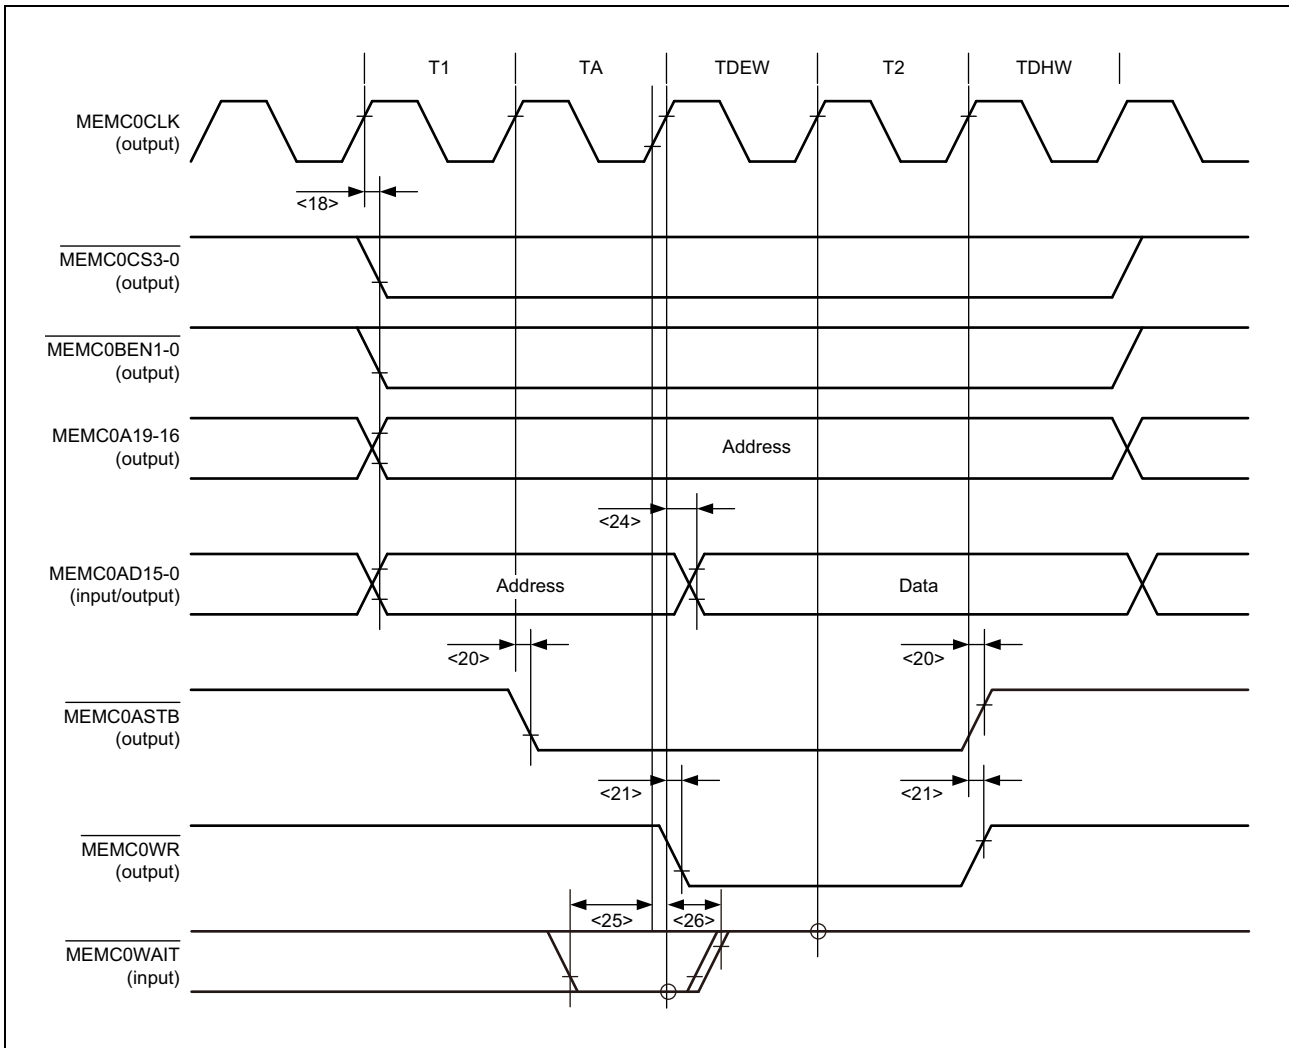 T1 TA TDEW T2 TDHW
MEMC0CLK
(output)
<18>
MEMC0CS3-0
(output)
MEMC0BEN1-0
(output)
MEMC0A19-16
(output)
Address
<24>
MEMC0AD15-0
(input/output)
Address
Data
<20>
<20>
MEMC0ASTB
(output)
<21>
<21>
MEMC0WR
(output)
<25>
<26>
MEMC0WAIT
(input)